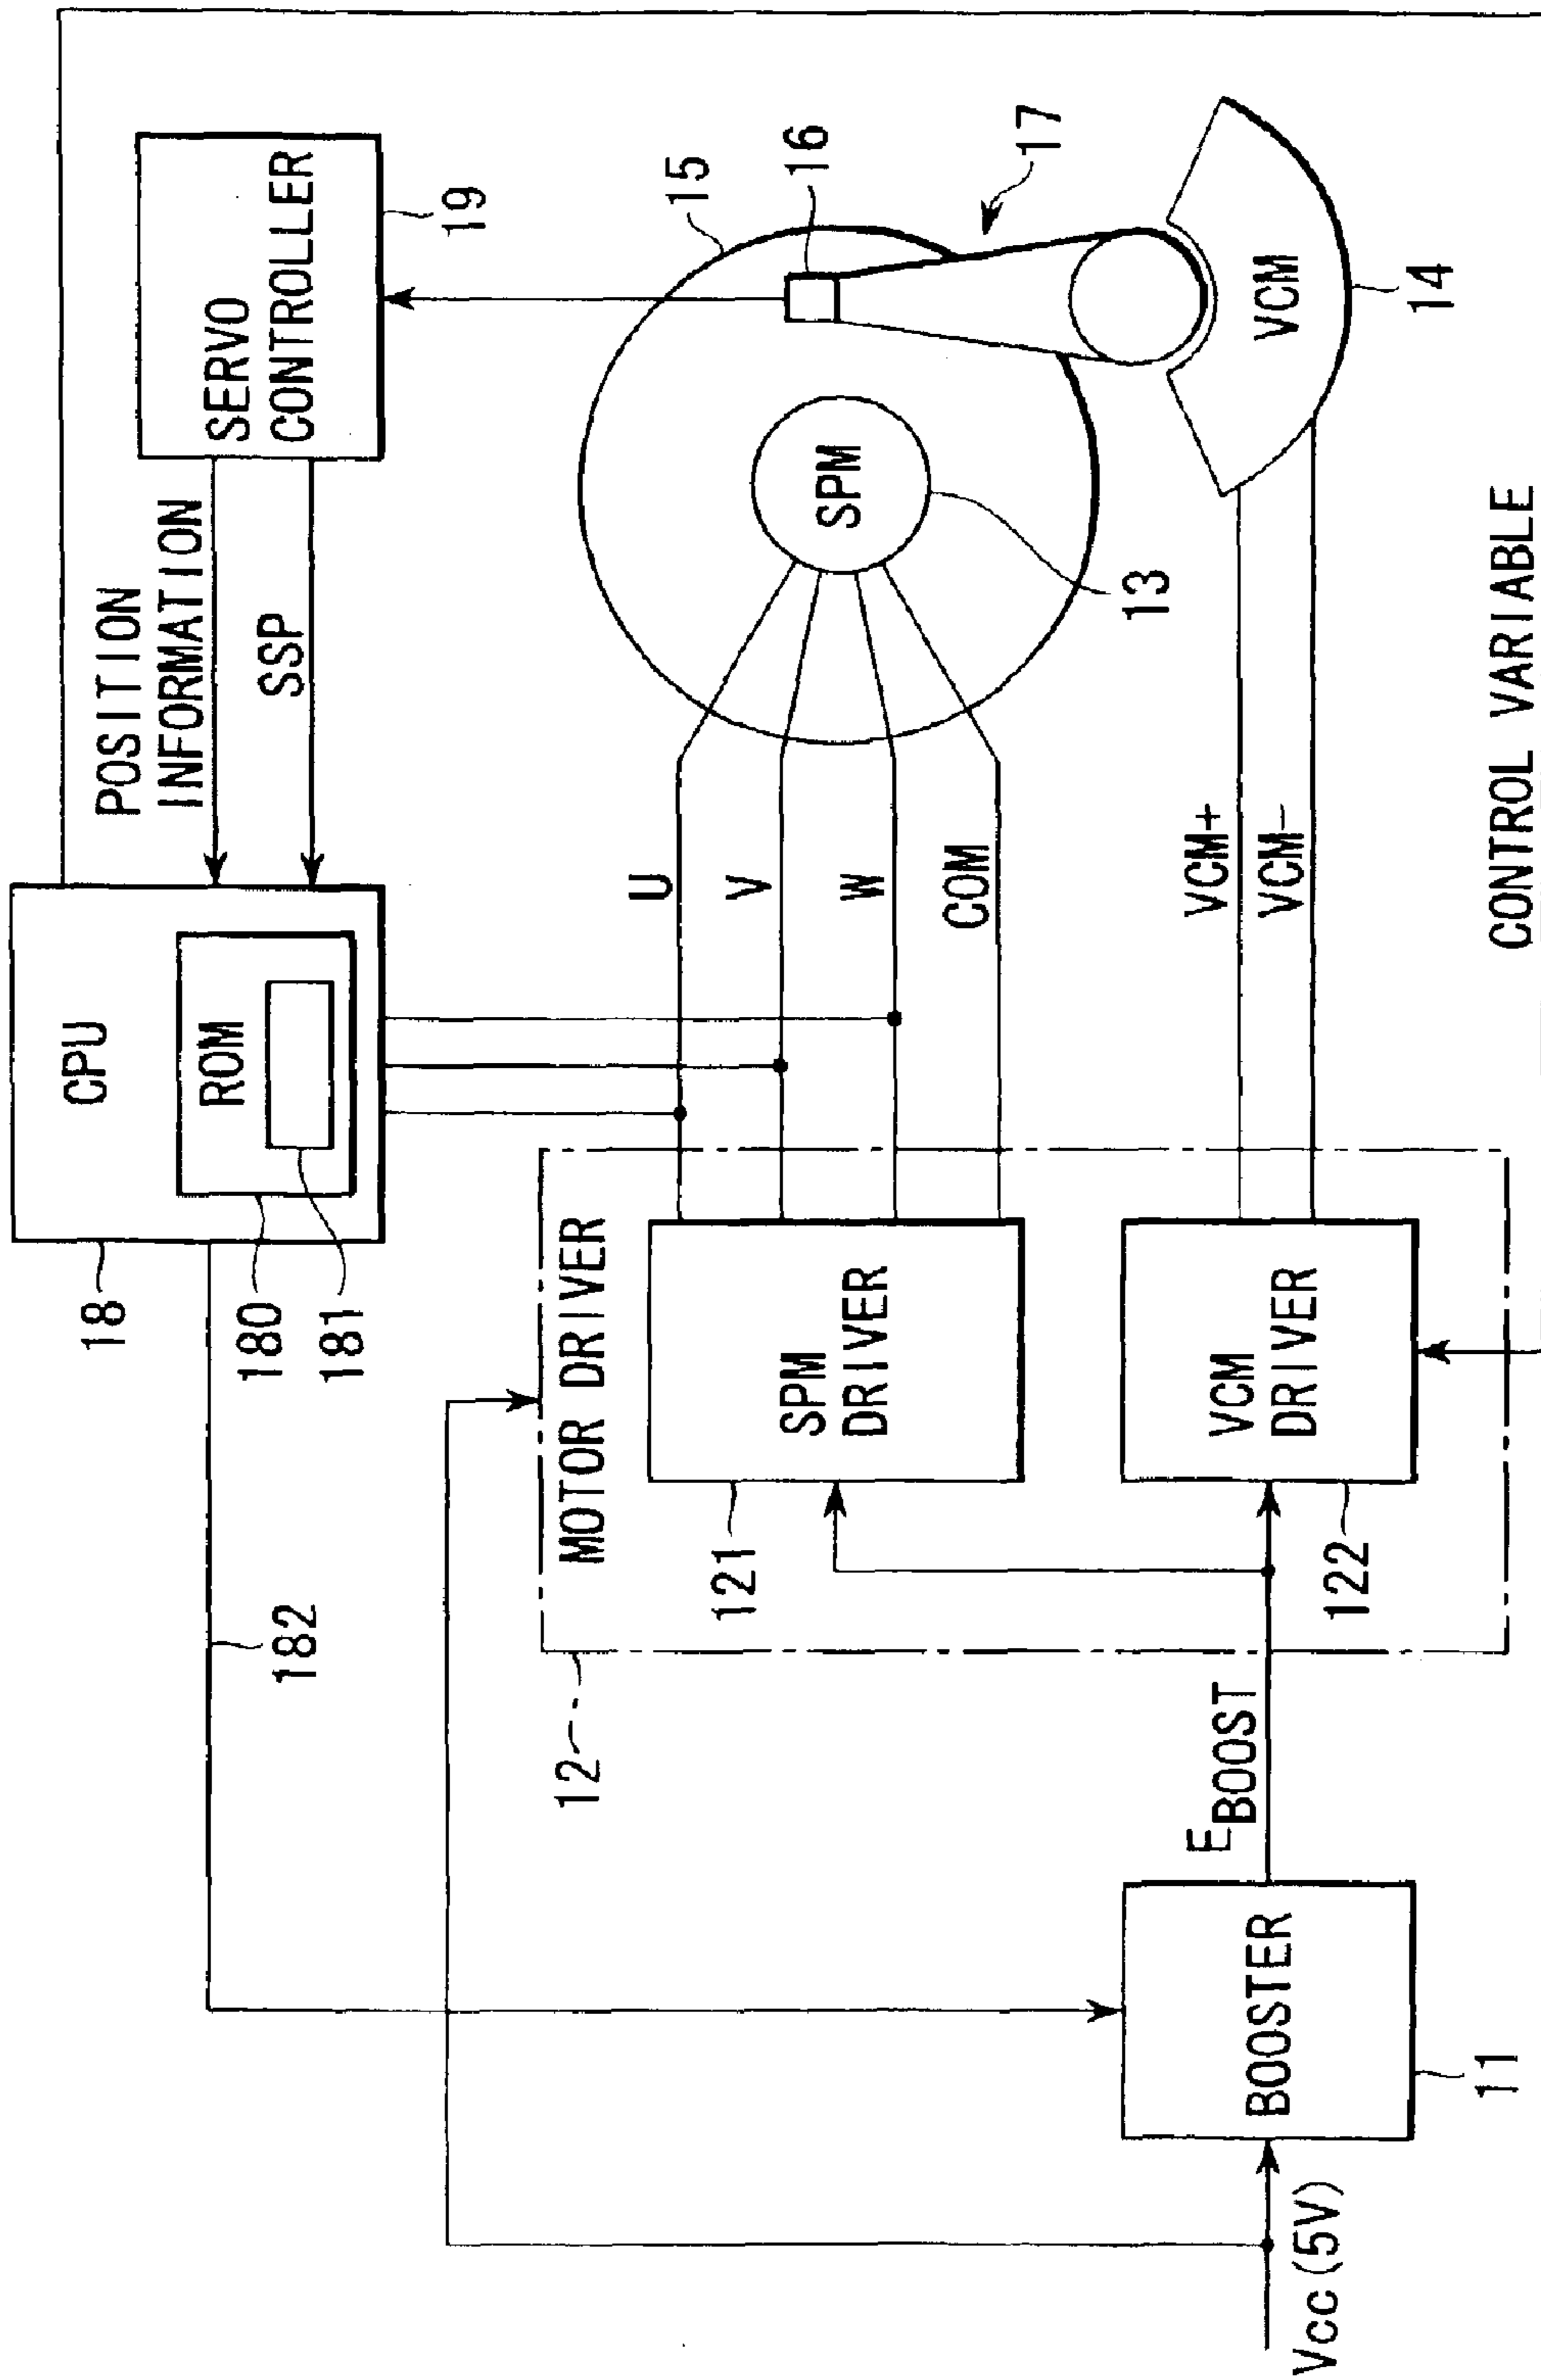 CPU
ROM
18
180
181
182
POSITION
INFORMATION
SSP
SERVO
CONTROLLER
19
MOTOR DRIVER
12
SPM
DRIVER
121
VCM
DRIVER
122
U
V
W
COM
VCM+
VCM-
SPM
13
15
16
17
VCM
14
CONTROL VARIABLE
EBOOST
BOOSTER
11
Vcc (5V)